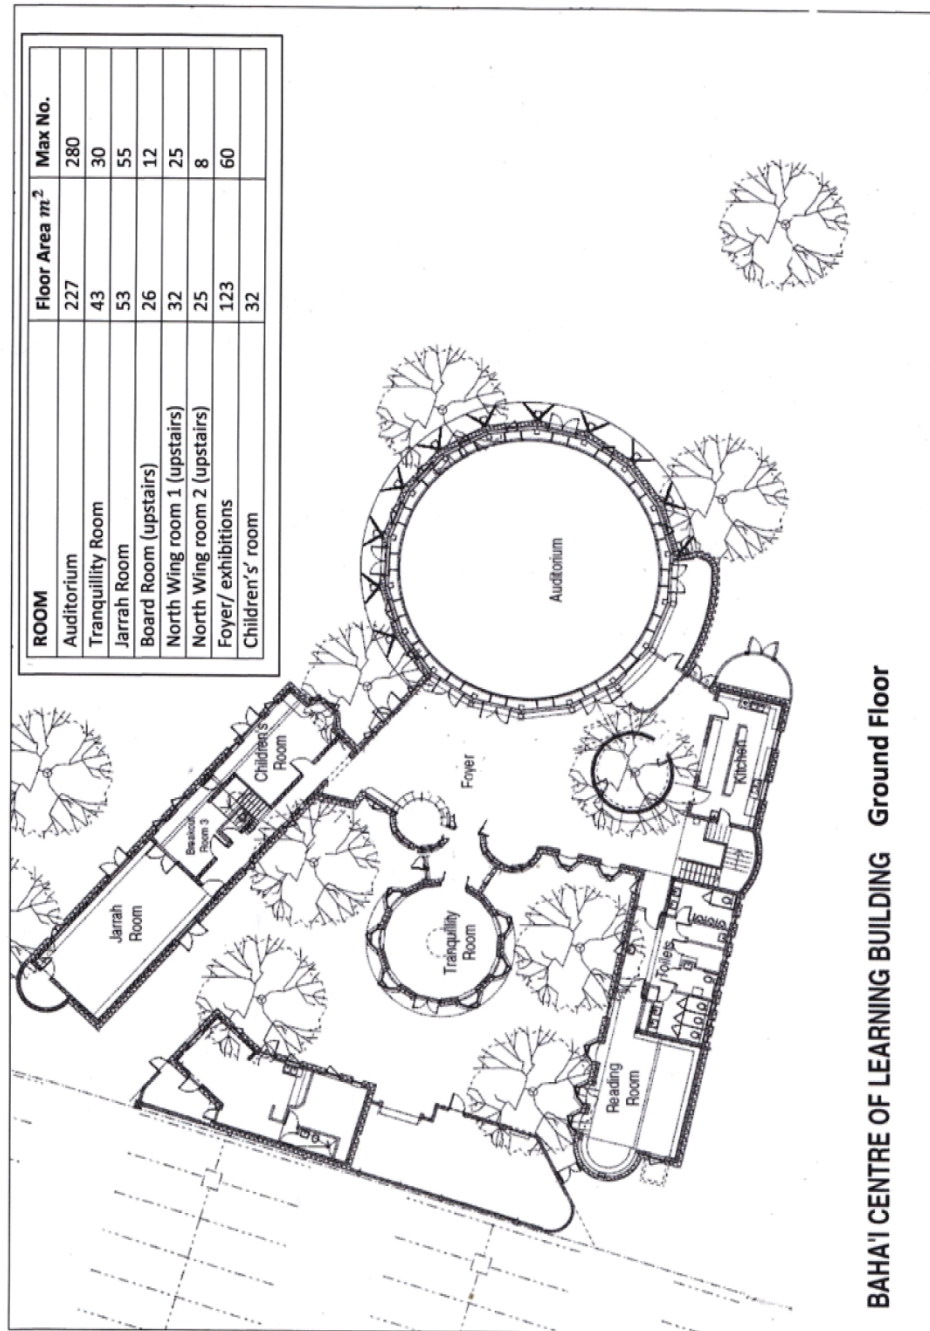 ROOM Floor Area m² Max No.
Auditorium 227 280
Tranquillity Room 43 30
Jarrah Room 53 55
Board Room (upstairs) 26 12
North Wing room 1 (upstairs) 32 25
North Wing room 2 (upstairs) 25 8
Foyer/ exhibitions 123 60
Children's' room 32
Jarrah
Room
Breakout
Room 3
Children's
Room
Foyer
Auditorium
Tranquillity
Room
Kitchen
Toilets
Reading
Room
BAHA'I CENTRE OF LEARNING BUILDING Ground Floor